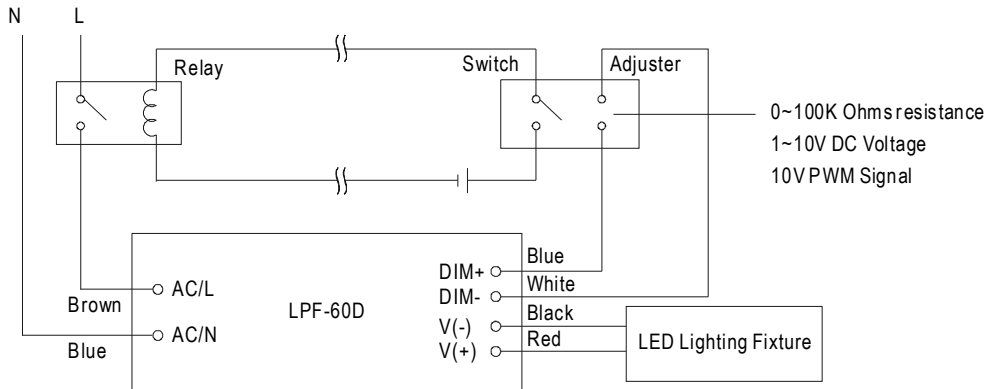 N
L
Relay
Switch
Adjuster
0~100K Ohms resistance
1~10V DC Voltage
10V PWM Signal
Brown
Blue
AC/L
AC/N
LPF-60D
DIM+
DIM-
V(-)
V(+)
Blue
White
Black
Red
LED Lighting Fixture